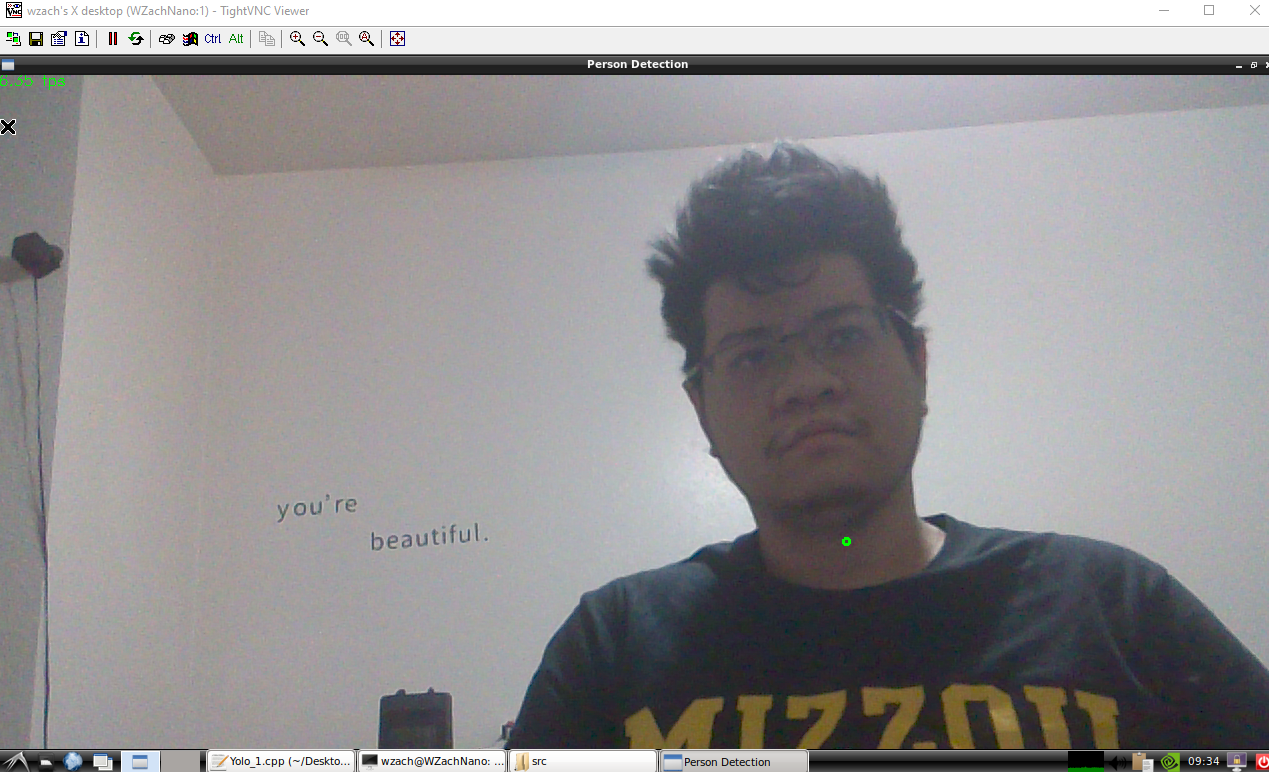 wzach's X desktop (WZachNano:1) - TightVNC Viewer
Ctrl Alt
Person Detection
6.35 fps
you're
beautiful.
MIZZOU
Yolo_1.cpp (~/Deskto... wzach@WZachNano: ... src Person Detection 09:34